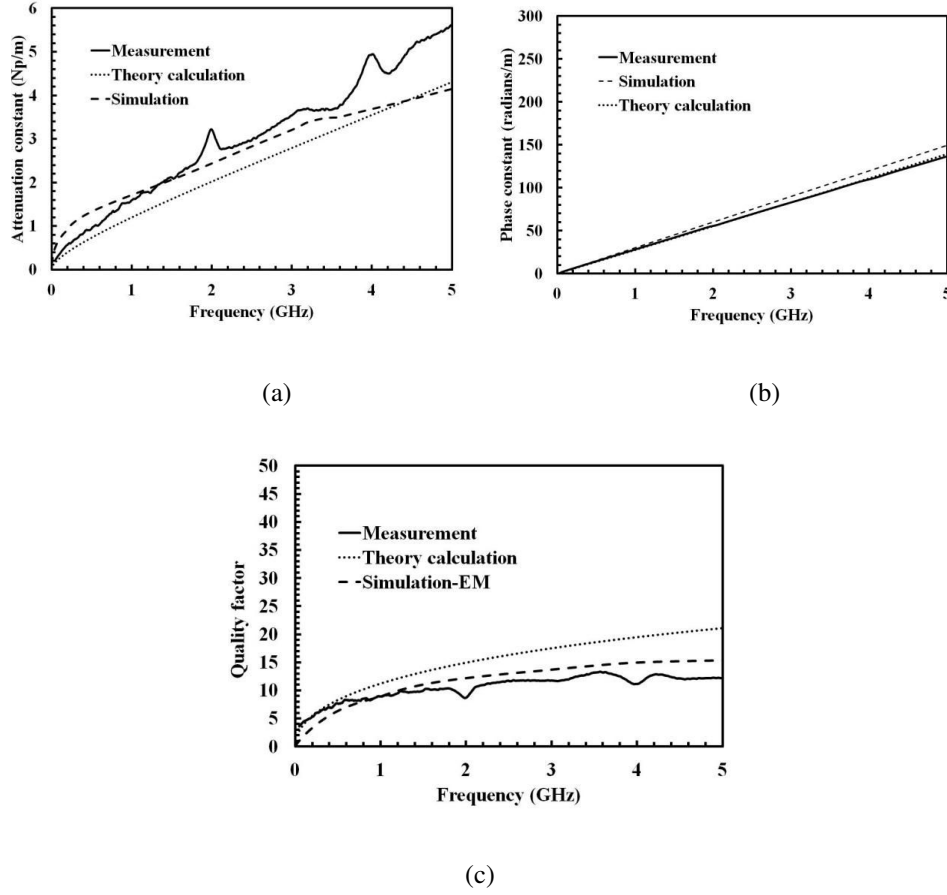 6
5
4
3
2
1
0
Attenuation constant (Np/m)
Measurement
Theory calculation
Simulation
0 1 2 3 4 5
Frequency (GHz)
(a)
300
250
200
150
100
50
0
Phase constant (radians/m)
Measurement
Simulation
Theory calculation
0 1 2 3 4 5
Frequency (GHz)
(b)
50
45
40
35
30
25
20
15
10
5
0
Quality factor
Measurement
Theory calculation
Simulation-EM
0 1 2 3 4 5
Frequency (GHz)
(c)